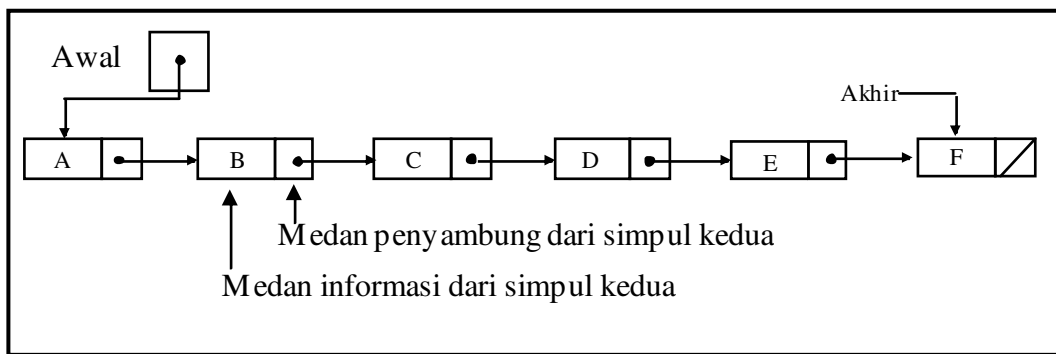 Awal
Akhir
A B C D E F
Medan penyambung dari simpul kedua
Medan informasi dari simpul kedua